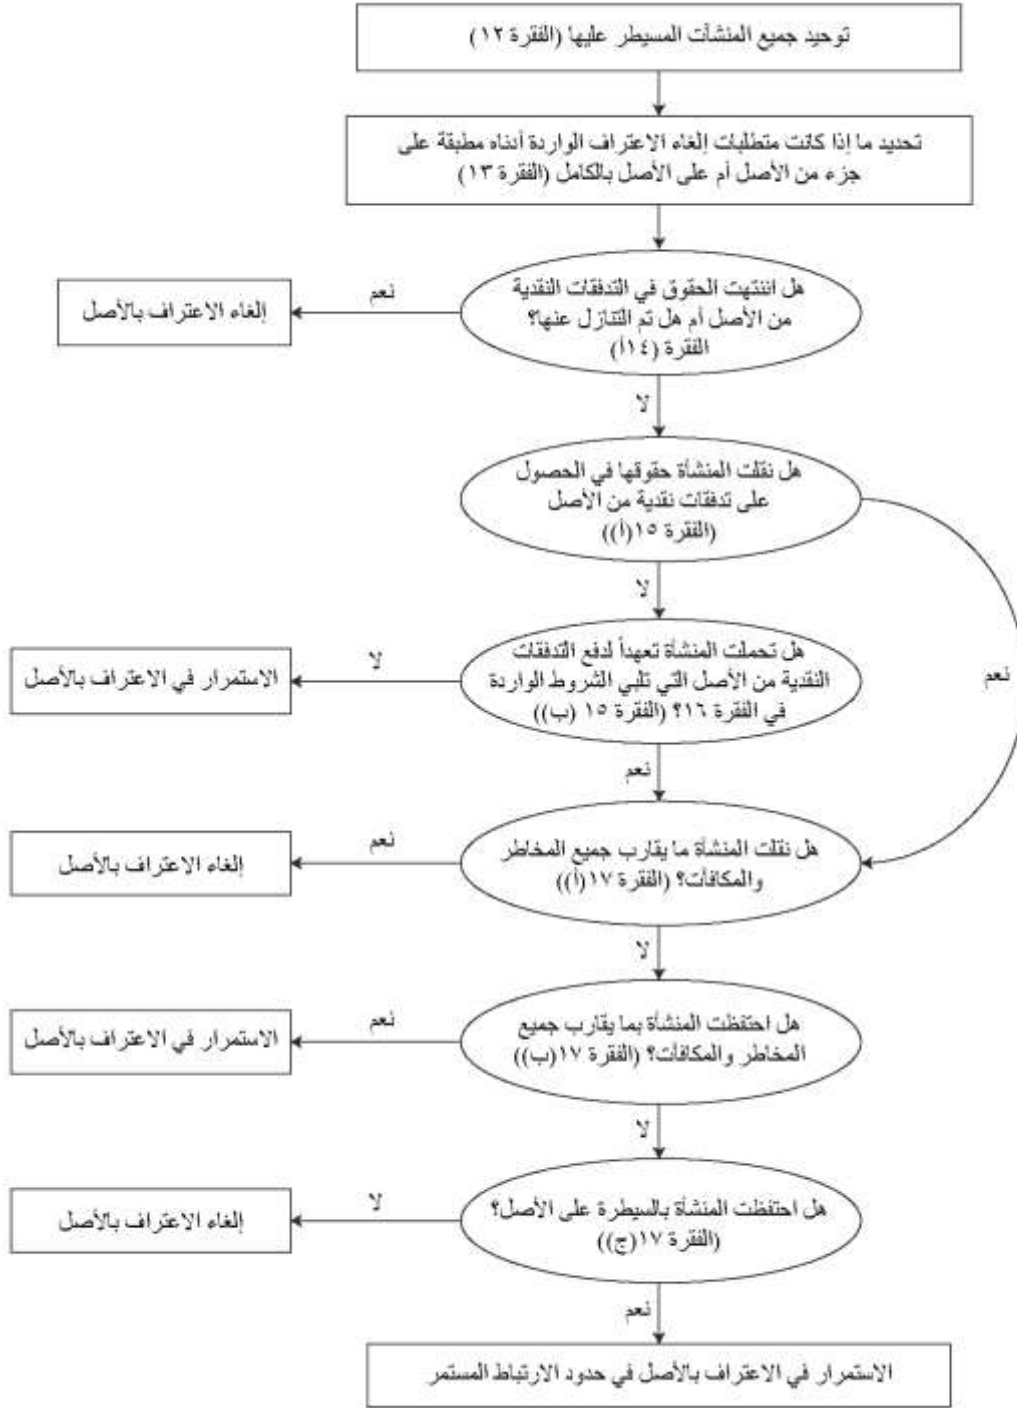 توحيد جميع المنشآت المسيطر عليها (الفقرة ١٢)
تحديد ما إذا كانت متطلبات إلغاء الاعتراف الواردة أدناه مطبقة على
جزء من الأصل أم على الأصل بالكامل (الفقرة ١٣)
هل انتهت الحقوق في التدفقات النقدية
من الأصل أم هل تم التنازل عنها؟
الفقرة (١٤أ)
نعم
إلغاء الاعتراف بالأصل
لا
هل نقلت المنشأة حقوقها في الحصول
على تدفقات نقدية من الأصل
(الفقرة ١٥(أ))
نعم
لا
هل تحملت المنشأة تعهداً لدفع التدفقات
النقدية من الأصل التي تلبي الشروط الواردة
في الفقرة ١٦؟ (الفقرة ١٥ (ب))
لا
الاستمرار في الاعتراف بالأصل
نعم
هل نقلت المنشأة ما يقارب جميع المخاطر
والمكافآت؟ (الفقرة ١٧(أ))
نعم
إلغاء الاعتراف بالأصل
لا
هل احتفظت المنشأة بما يقارب جميع
المخاطر والمكافآت؟ (الفقرة ١٧(ب))
نعم
الاستمرار في الاعتراف بالأصل
لا
هل احتفظت المنشأة بالسيطرة على الأصل؟
(الفقرة ١٧(ج))
لا
إلغاء الاعتراف بالأصل
نعم
الاستمرار في الاعتراف بالأصل في حدود الارتباط المستمر